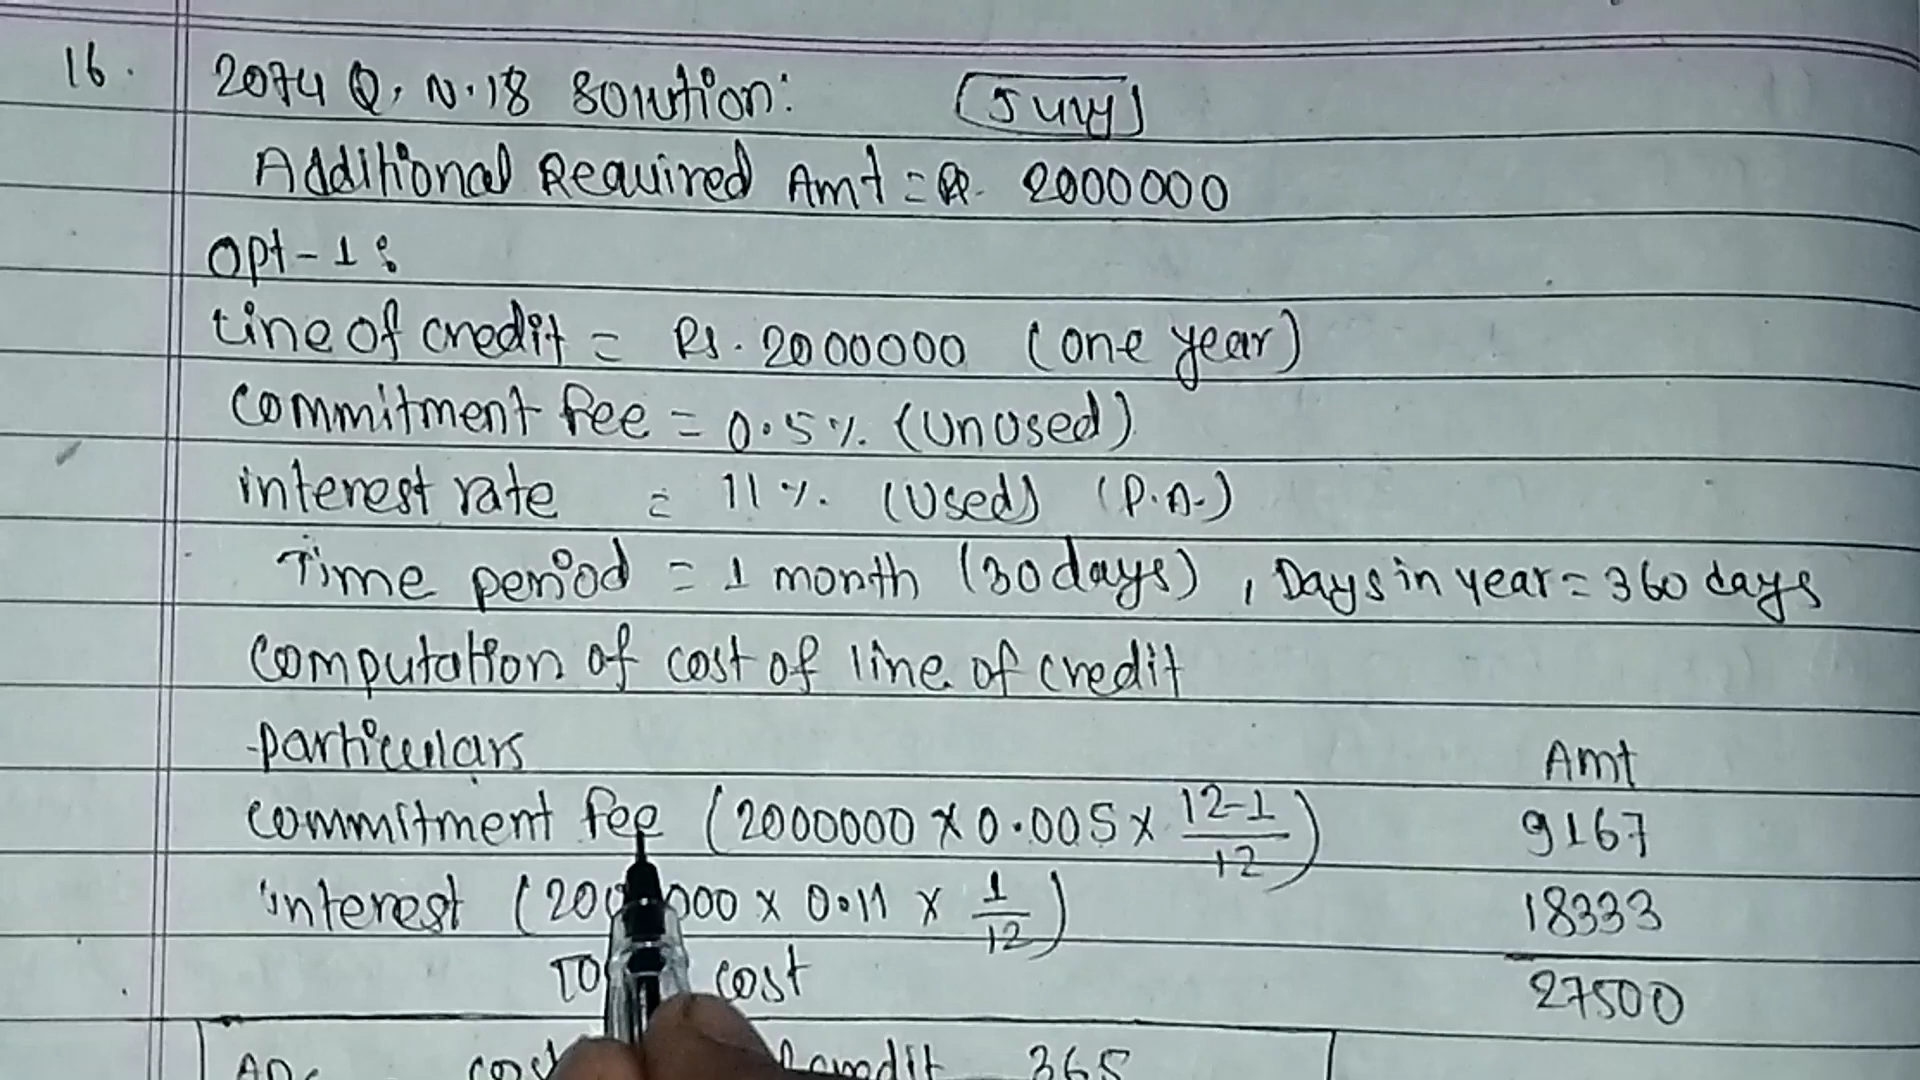 16.
2074 Q. N. 18 Solution: [July]
Additional Required Amt = R. 2000000
Opt-1:
Line of credit = Rs. 2000000 (one year)
Commitment fee = 0.5% (Unused)
interest rate = 11% (Used) (P.A.)
Time period = 1 month (30 days), Days in year = 360 days
Computation of cost of line of credit
particulars Amt
commitment fee (2000000 x 0.005 x 12-1/12) 9167
interest (20 000 x 0.11 x 1/12) 18333
cost 27500
365